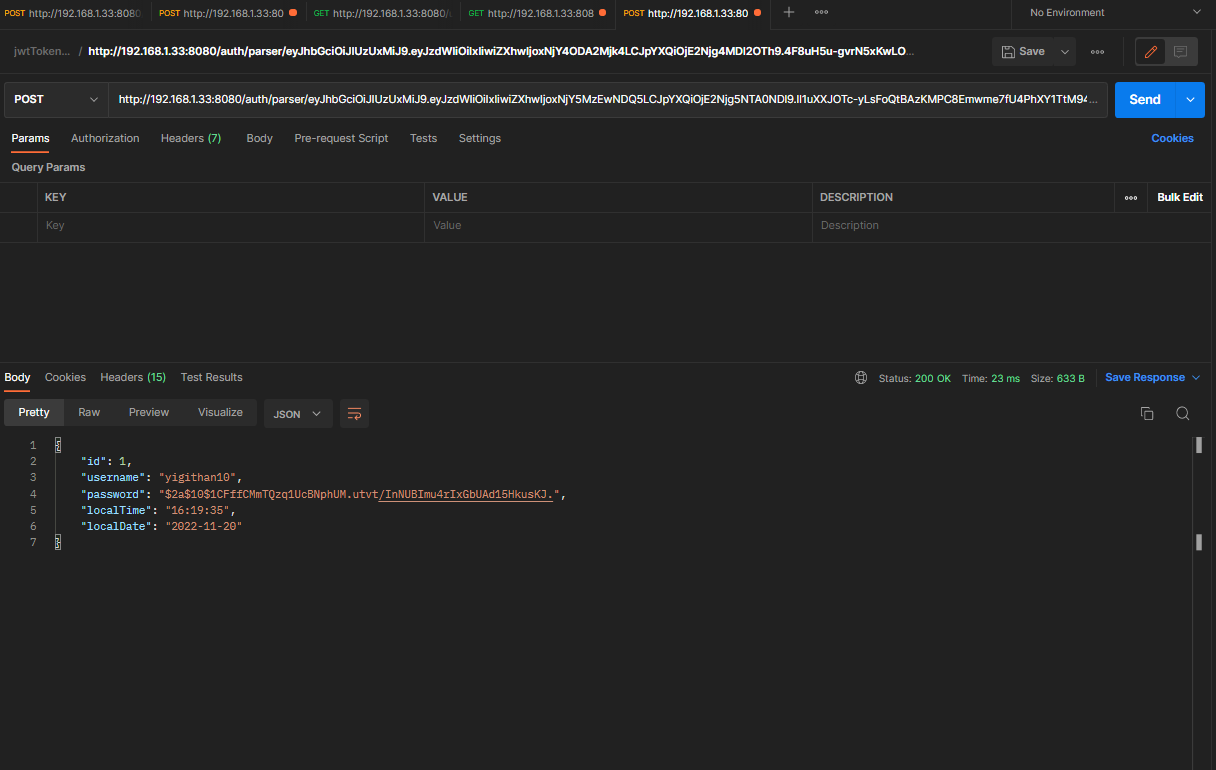 POST http://192.168.1.33:8080 POST http://192.168.1.33:80 GET http://192.168.1.33:8080/ GET http://192.168.1.33:808 POST http://192.168.1.33:80 No Environment
jwtToken... / http://192.168.1.33:8080/auth/parser/eyJhbGciOiJIUzUxMiJ9.eyJzdWIiOiIxIiwiZXhwIjoxNjY4ODA2Mjk4LCJpYXQiOjE2Njg4MDI2OTh9.4F8uH5u-gvrN5xKwLO... Save
POST http://192.168.1.33:8080/auth/parser/eyJhbGciOiJIUzUxMiJ9.eyJzdWIiOiIxIiwiZXhwIjoxNjY5MzEwNDQ5LCJpYXQiOjE2Njg5NTA0NDl9.Il1uXXJOTc-yLsFoQtBAzKMPC8Emwme7fU4PhXY1TtM94... Send
Params Authorization Headers (7) Body Pre-request Script Tests Settings Cookies
Query Params
KEY VALUE DESCRIPTION Bulk Edit
Key Value Description
Body Cookies Headers (15) Test Results Status: 200 OK Time: 23 ms Size: 633 B Save Response
Pretty Raw Preview Visualize JSON
1 {
2 "id": 1,
3 "username": "yigithan10",
4 "password": "$2a$10$1CFffCMmTQzq1UcBNphUM.utvt/InNUBImu4rIxGbUAd15HkusKJ.",
5 "localTime": "16:19:35",
6 "localDate": "2022-11-20"
7 }